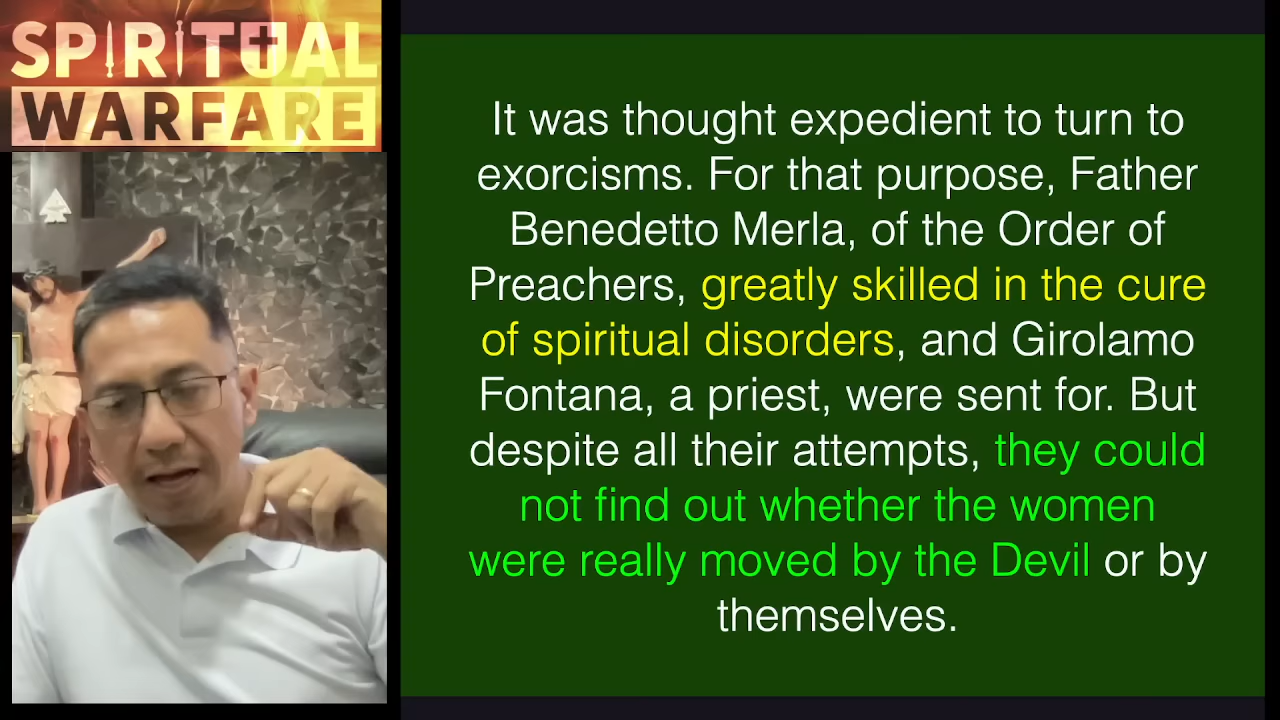 SPIRITUAL
WARFARE
It was thought expedient to turn to
exorcisms. For that purpose, Father
Benedetto Merla, of the Order of
Preachers, greatly skilled in the cure
of spiritual disorders, and Girolamo
Fontana, a priest, were sent for. But
despite all their attempts, they could
not find out whether the women
were really moved by the Devil or by
themselves.